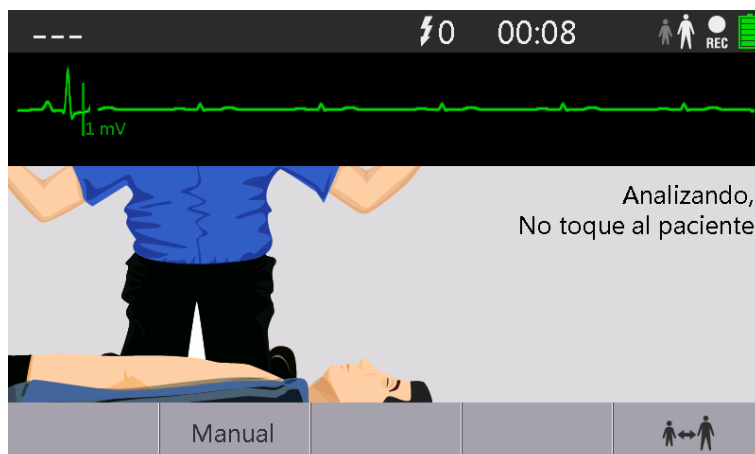 --- 0 00:08 REC
1 mV
Analizando,
No toque al paciente
Manual